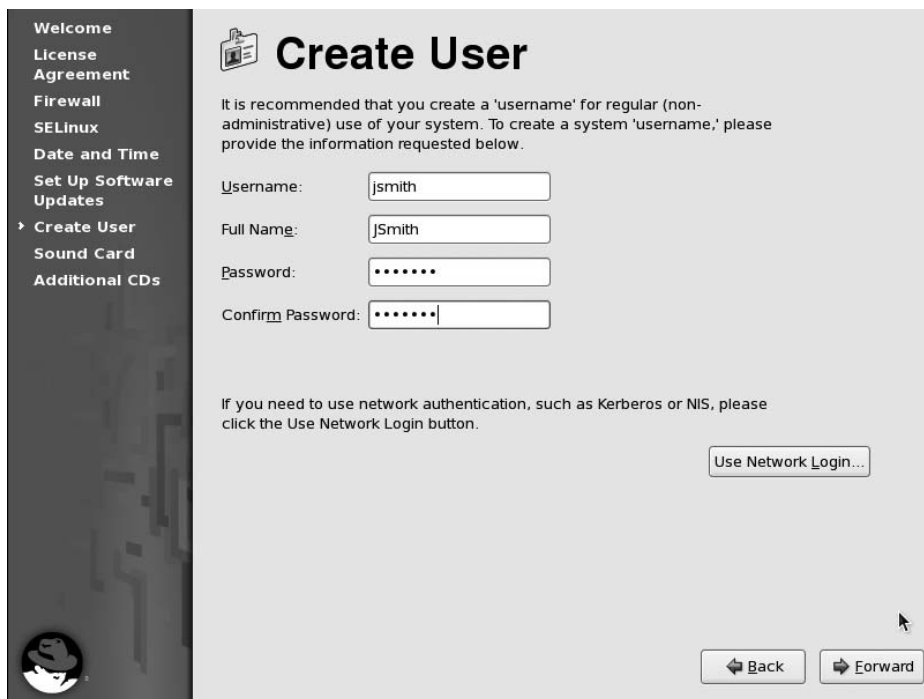 Welcome
License
Agreement
Firewall
SELinux
Date and Time
Set Up Software
Updates
Create User
Sound Card
Additional CDs
Create User
It is recommended that you create a 'username' for regular (non-
administrative) use of your system. To create a system 'username,' please
provide the information requested below.
Username: jsmith
Full Name: JSmith
Password: •••••••
Confirm Password: •••••••
If you need to use network authentication, such as Kerberos or NIS, please
click the Use Network Login button.
Use Network Login...
Back
Forward